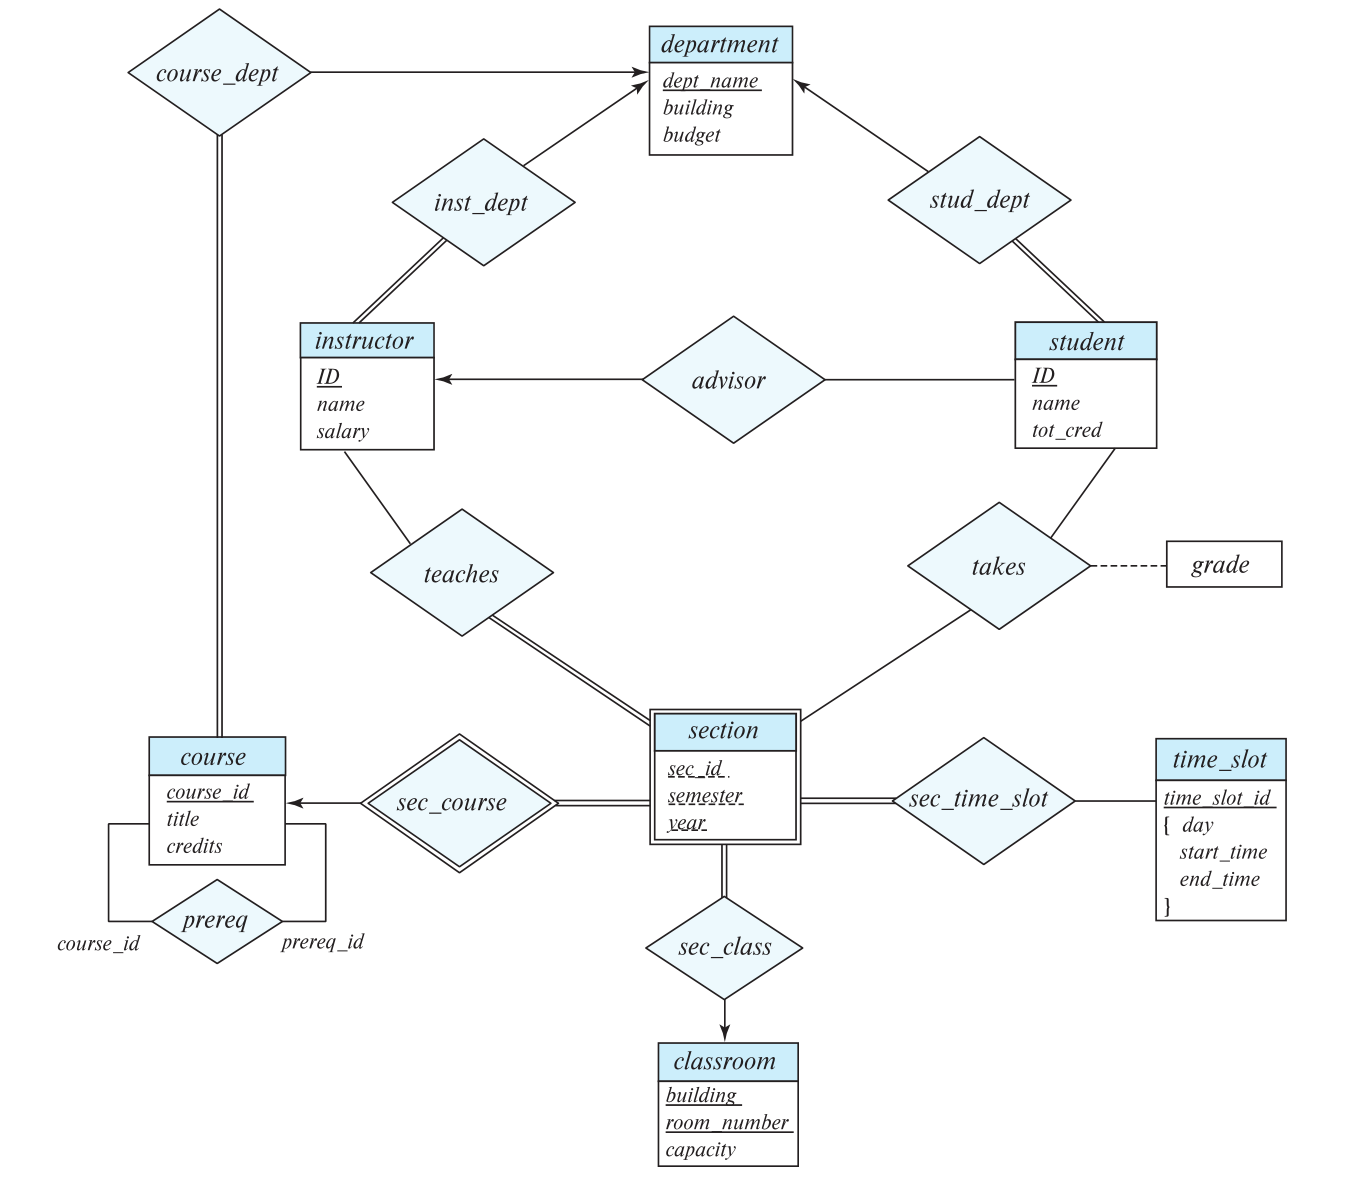 course_dept
department
dept_name
building
budget
inst_dept
stud_dept
instructor
ID
name
salary
advisor
student
ID
name
tot_cred
teaches
takes
grade
course
course_id
title
credits
sec_course
section
sec_id
semester
year
sec_time_slot
time_slot
time_slot_id
{ day
start_time
end_time
}
prereq
course_id
prereq_id
sec_class
classroom
building
room_number
capacity